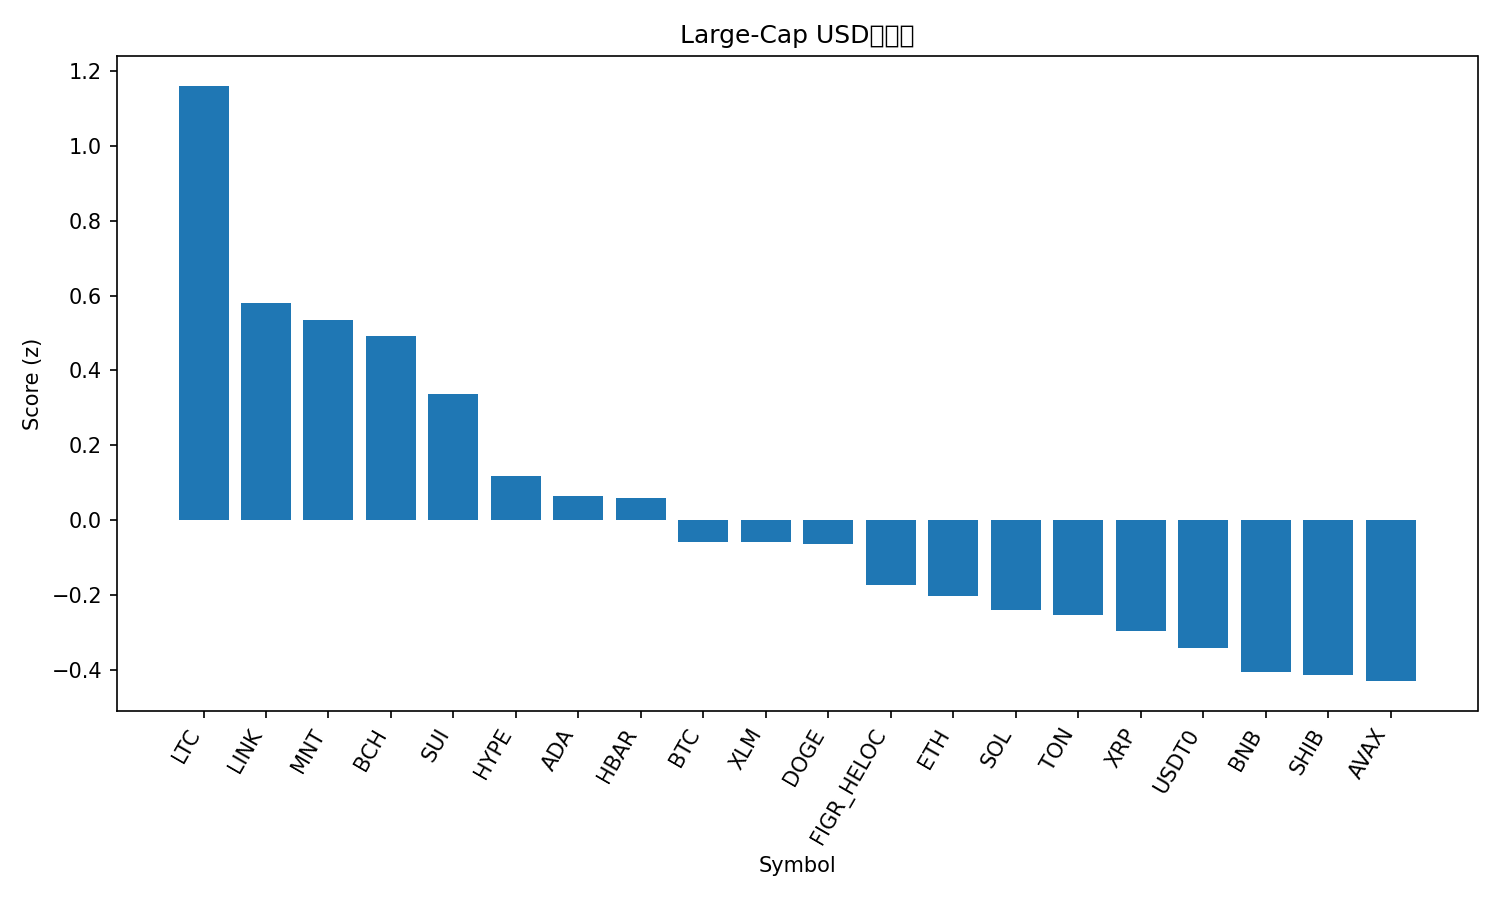 Large-Cap USD
1.2
1.0
0.8
0.6
0.4
0.2
0.0
−0.2
−0.4
Score (z)
LTC
LINK
MNT
BCH
SUI
HYPE
ADA
HBAR
BTC
XLM
DOGE
FIGR_HELOC
ETH
SOL
TON
XRP
USDT0
BNB
SHIB
AVAX
Symbol